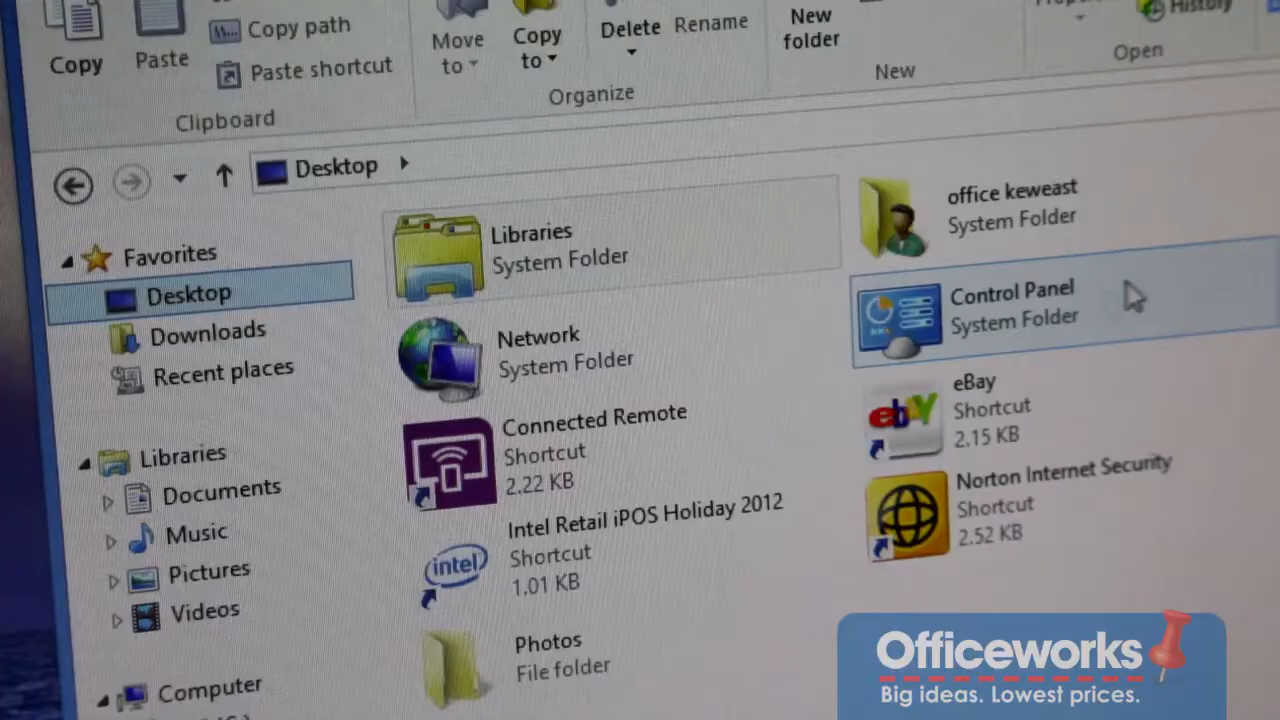 Copy
Paste
Copy path
Paste shortcut
Clipboard
Move to
Copy to
Delete
Rename
Organize
New folder
New
History
Open
Desktop
Favorites
Desktop
Downloads
Recent places
Libraries
Documents
Music
Pictures
Videos
Computer
Libraries
System Folder
Network
System Folder
Connected Remote
Shortcut
2.22 KB
Intel Retail iPOS Holiday 2012
Shortcut
1.01 KB
intel
Photos
File folder
office keweast
System Folder
Control Panel
System Folder
ebY
eBay
Shortcut
2.15 KB
Norton Internet Security
Shortcut
2.52 KB
Officeworks
Big ideas. Lowest prices.